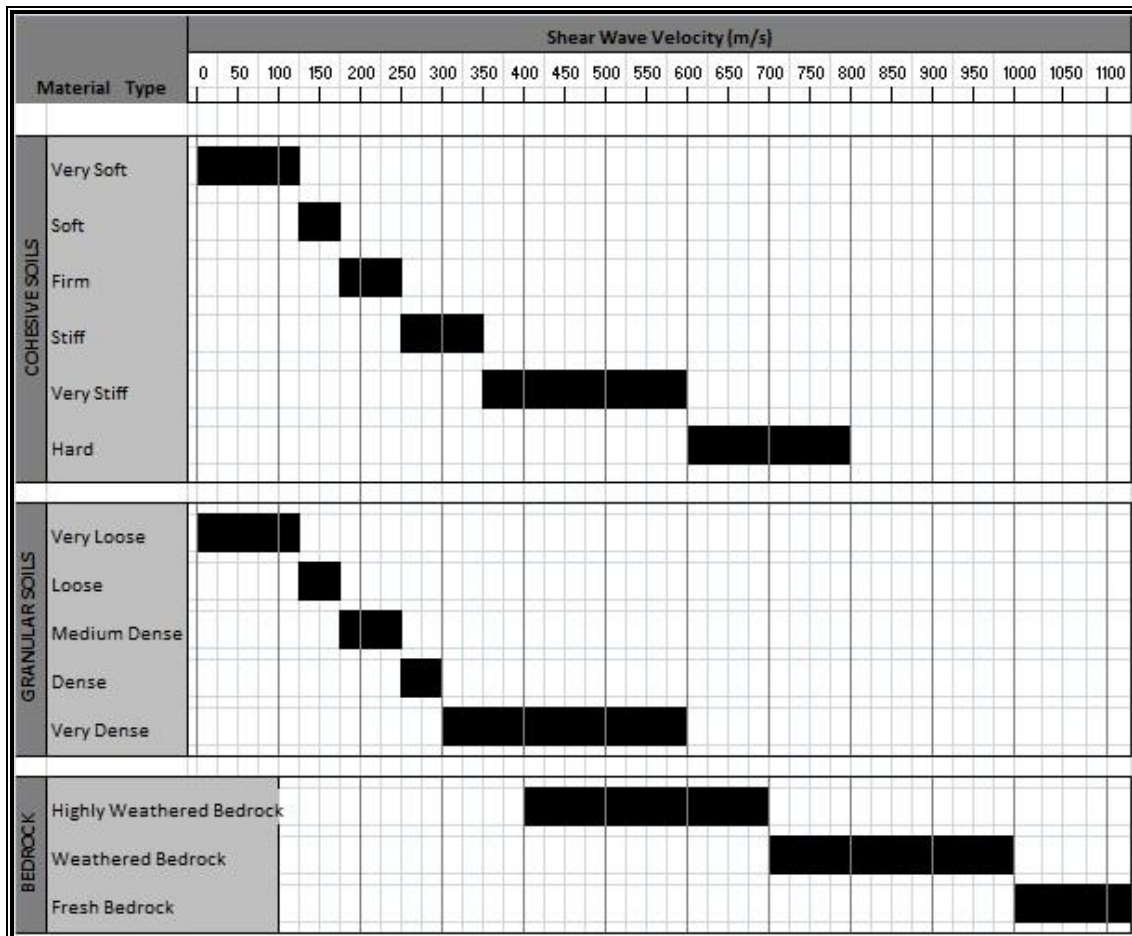 Shear Wave Velocity (m/s)
0 50 100 150 200 250 300 350 400 450 500 550 600 650 700 750 800 850 900 950 1000 1050 1100
Material Type
COHESIVE SOILS
Very Soft
Soft
Firm
Stiff
Very Stiff
Hard
GRANULAR SOILS
Very Loose
Loose
Medium Dense
Dense
Very Dense
BEDROCK
Highly Weathered Bedrock
Weathered Bedrock
Fresh Bedrock